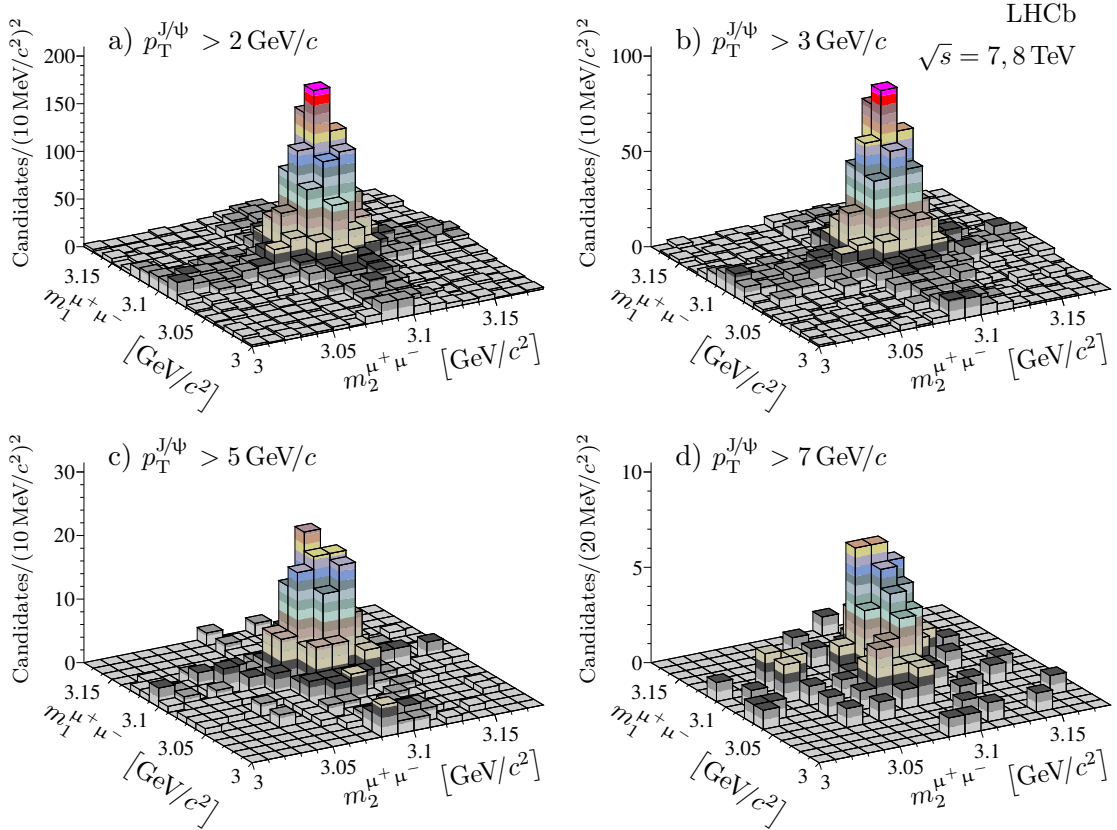 a) p_T^{J/ψ} > 2 GeV/c
Candidates/(10 MeV/c²)²
200
150
100
50
0
3.15
3.1
3.05
3
m_1^{μ⁺μ⁻} [GeV/c²]
3
3.05
3.1
3.15
m_2^{μ⁺μ⁻} [GeV/c²]
b) p_T^{J/ψ} > 3 GeV/c
LHCb
√s = 7, 8 TeV
Candidates/(10 MeV/c²)²
100
50
0
3.15
3.1
3.05
3
m_1^{μ⁺μ⁻} [GeV/c²]
3
3.05
3.1
3.15
m_2^{μ⁺μ⁻} [GeV/c²]
c) p_T^{J/ψ} > 5 GeV/c
Candidates/(10 MeV/c²)²
30
20
10
0
3.15
3.1
3.05
3
m_1^{μ⁺μ⁻} [GeV/c²]
3
3.05
3.1
3.15
m_2^{μ⁺μ⁻} [GeV/c²]
d) p_T^{J/ψ} > 7 GeV/c
Candidates/(20 MeV/c²)²
10
5
0
3.15
3.1
3.05
3
m_1^{μ⁺μ⁻} [GeV/c²]
3
3.05
3.1
3.15
m_2^{μ⁺μ⁻} [GeV/c²]